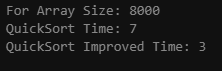 For Array Size: 8000
QuickSort Time: 7
QuickSort Improved Time: 3